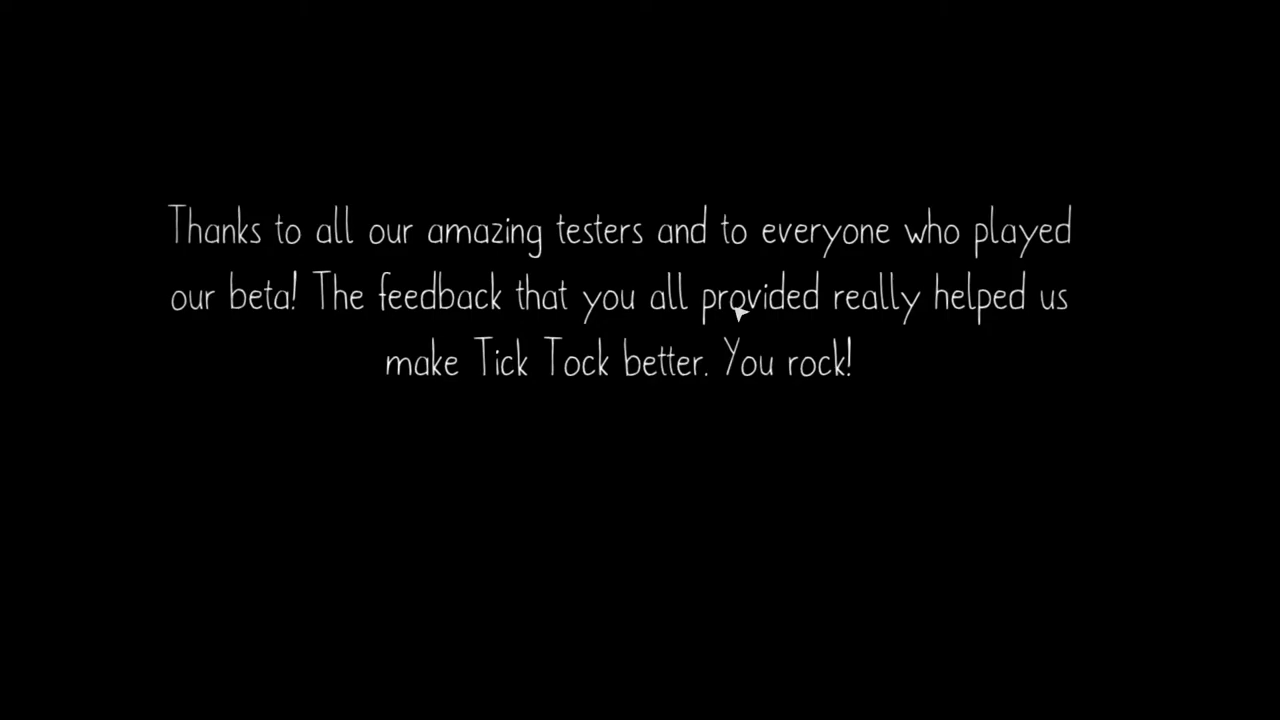 Thanks to all our amazing testers and to everyone who played
our beta! The feedback that you all provided really helped us
make Tick Tock better. You rock!